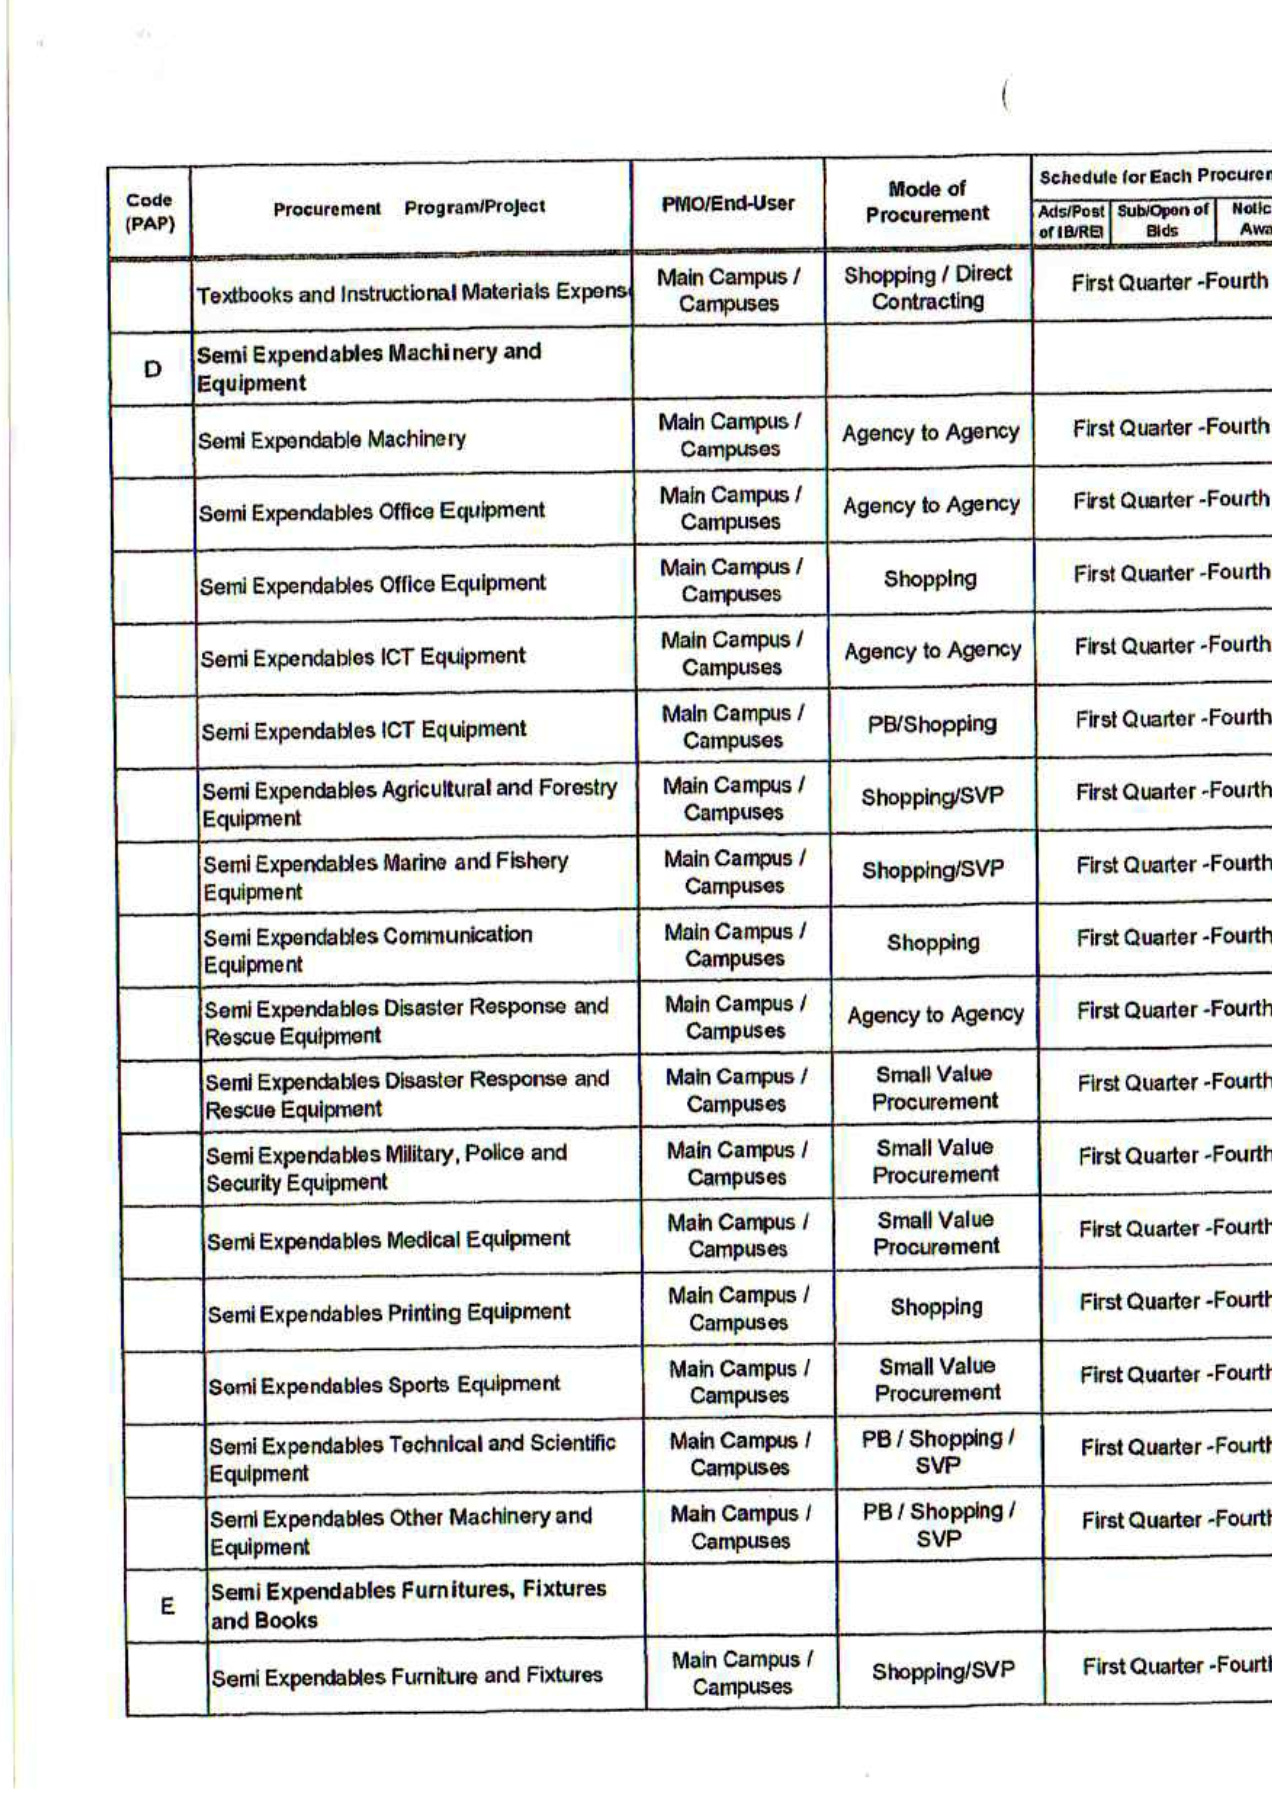 Code
(PAP)
Procurement Program/Project
PMO/End-User
Mode of
Procurement
Schedule for Each Procurem
Ads/Post
of IB/REI
Sub/Open of
Bids
Notic
Awa
Textbooks and Instructional Materials Expens
Main Campus /
Campuses
Shopping / Direct
Contracting
First Quarter -Fourth
D
Semi Expendables Machinery and
Equipment
Semi Expendable Machinery
Main Campus /
Campuses
Agency to Agency
First Quarter -Fourth
Semi Expendables Office Equipment
Main Campus /
Campuses
Agency to Agency
First Quarter -Fourth
Semi Expendables Office Equipment
Main Campus /
Campuses
Shopping
First Quarter -Fourth
Semi Expendables ICT Equipment
Main Campus /
Campuses
Agency to Agency
First Quarter -Fourth
Semi Expendables ICT Equipment
Main Campus /
Campuses
PB/Shopping
First Quarter -Fourth
Semi Expendables Agricultural and Forestry
Equipment
Main Campus /
Campuses
Shopping/SVP
First Quarter -Fourth
Semi Expendables Marine and Fishery
Equipment
Main Campus /
Campuses
Shopping/SVP
First Quarter -Fourth
Semi Expendables Communication
Equipment
Main Campus /
Campuses
Shopping
First Quarter -Fourth
Semi Expendables Disaster Response and
Rescue Equipment
Main Campus /
Campuses
Agency to Agency
First Quarter -Fourth
Semi Expendables Disaster Response and
Rescue Equipment
Main Campus /
Campuses
Small Value
Procurement
First Quarter -Fourth
Semi Expendables Military, Police and
Security Equipment
Main Campus /
Campuses
Small Value
Procurement
First Quarter -Fourth
Semi Expendables Medical Equipment
Main Campus /
Campuses
Small Value
Procurement
First Quarter -Fourth
Semi Expendables Printing Equipment
Main Campus /
Campuses
Shopping
First Quarter -Fourth
Semi Expendables Sports Equipment
Main Campus /
Campuses
Small Value
Procurement
First Quarter -Fourth
Semi Expendables Technical and Scientific
Equipment
Main Campus /
Campuses
PB / Shopping /
SVP
First Quarter -Fourth
Semi Expendables Other Machinery and
Equipment
Main Campus /
Campuses
PB / Shopping /
SVP
First Quarter -Fourth
E
Semi Expendables Furnitures, Fixtures
and Books
Semi Expendables Furniture and Fixtures
Main Campus /
Campuses
Shopping/SVP
First Quarter -Fourth